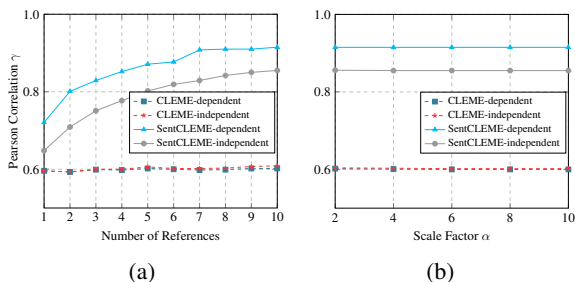 1.0
0.8
0.6
Pearson Correlation γ
CLEME-dependent
CLEME-independent
SentCLEME-dependent
SentCLEME-independent
1 2 3 4 5 6 7 8 9 10
Number of References
(a)
1.0
0.8
0.6
CLEME-dependent
CLEME-independent
SentCLEME-dependent
SentCLEME-independent
2 4 6 8 10
Scale Factor α
(b)